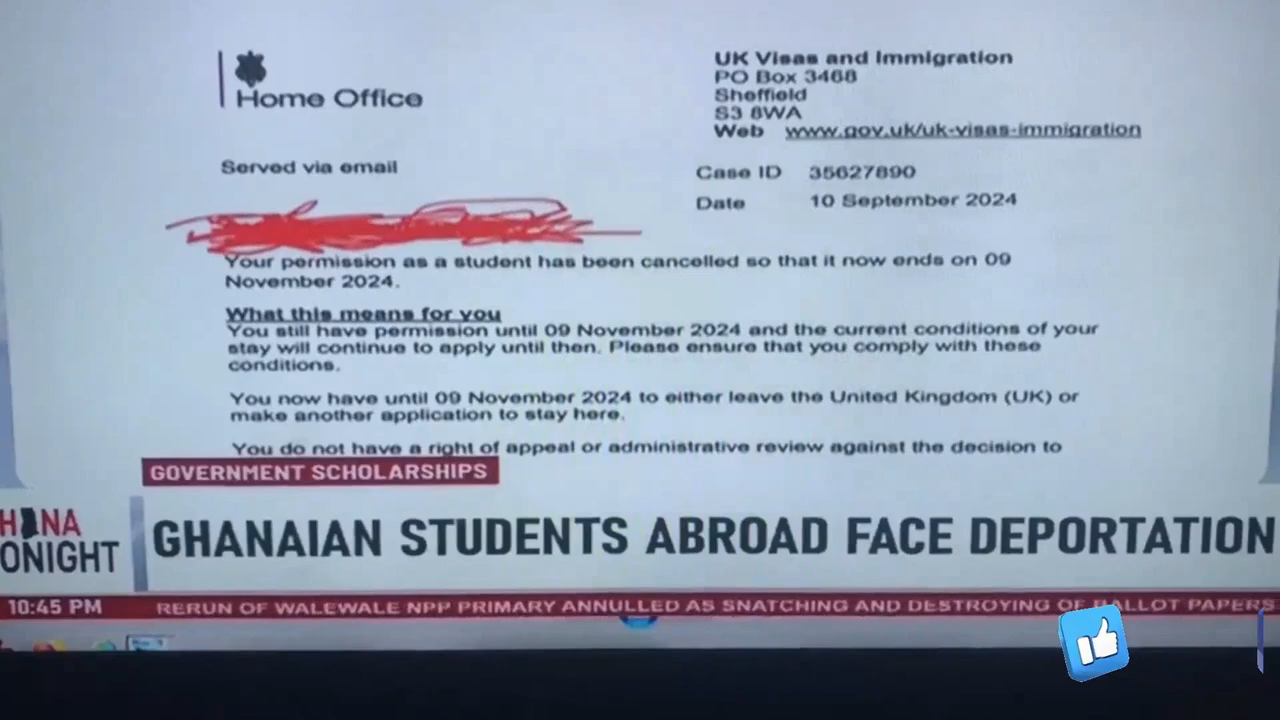 Home Office
UK Visas and Immigration
PO Box 3468
Sheffield
S3 8WA
Web www.gov.uk/uk-visas-immigration
Served via email
Case ID 35627890
Date 10 September 2024
Your permission as a student has been cancelled so that it now ends on 09
November 2024.
What this means for you
You still have permission until 09 November 2024 and the current conditions of your
stay will continue to apply until then. Please ensure that you comply with these
conditions.
You now have until 09 November 2024 to either leave the United Kingdom (UK) or
make another application to stay here.
You do not have a right of appeal or administrative review against the decision to
GOVERNMENT SCHOLARSHIPS
H NA
ONIGHT
GHANAIAN STUDENTS ABROAD FACE DEPORTATION
10:45 PM
RERUN OF WALEWALE NPP PRIMARY ANNULLED AS SNATCHING AND DESTROYING OF BALLOT PAPERS